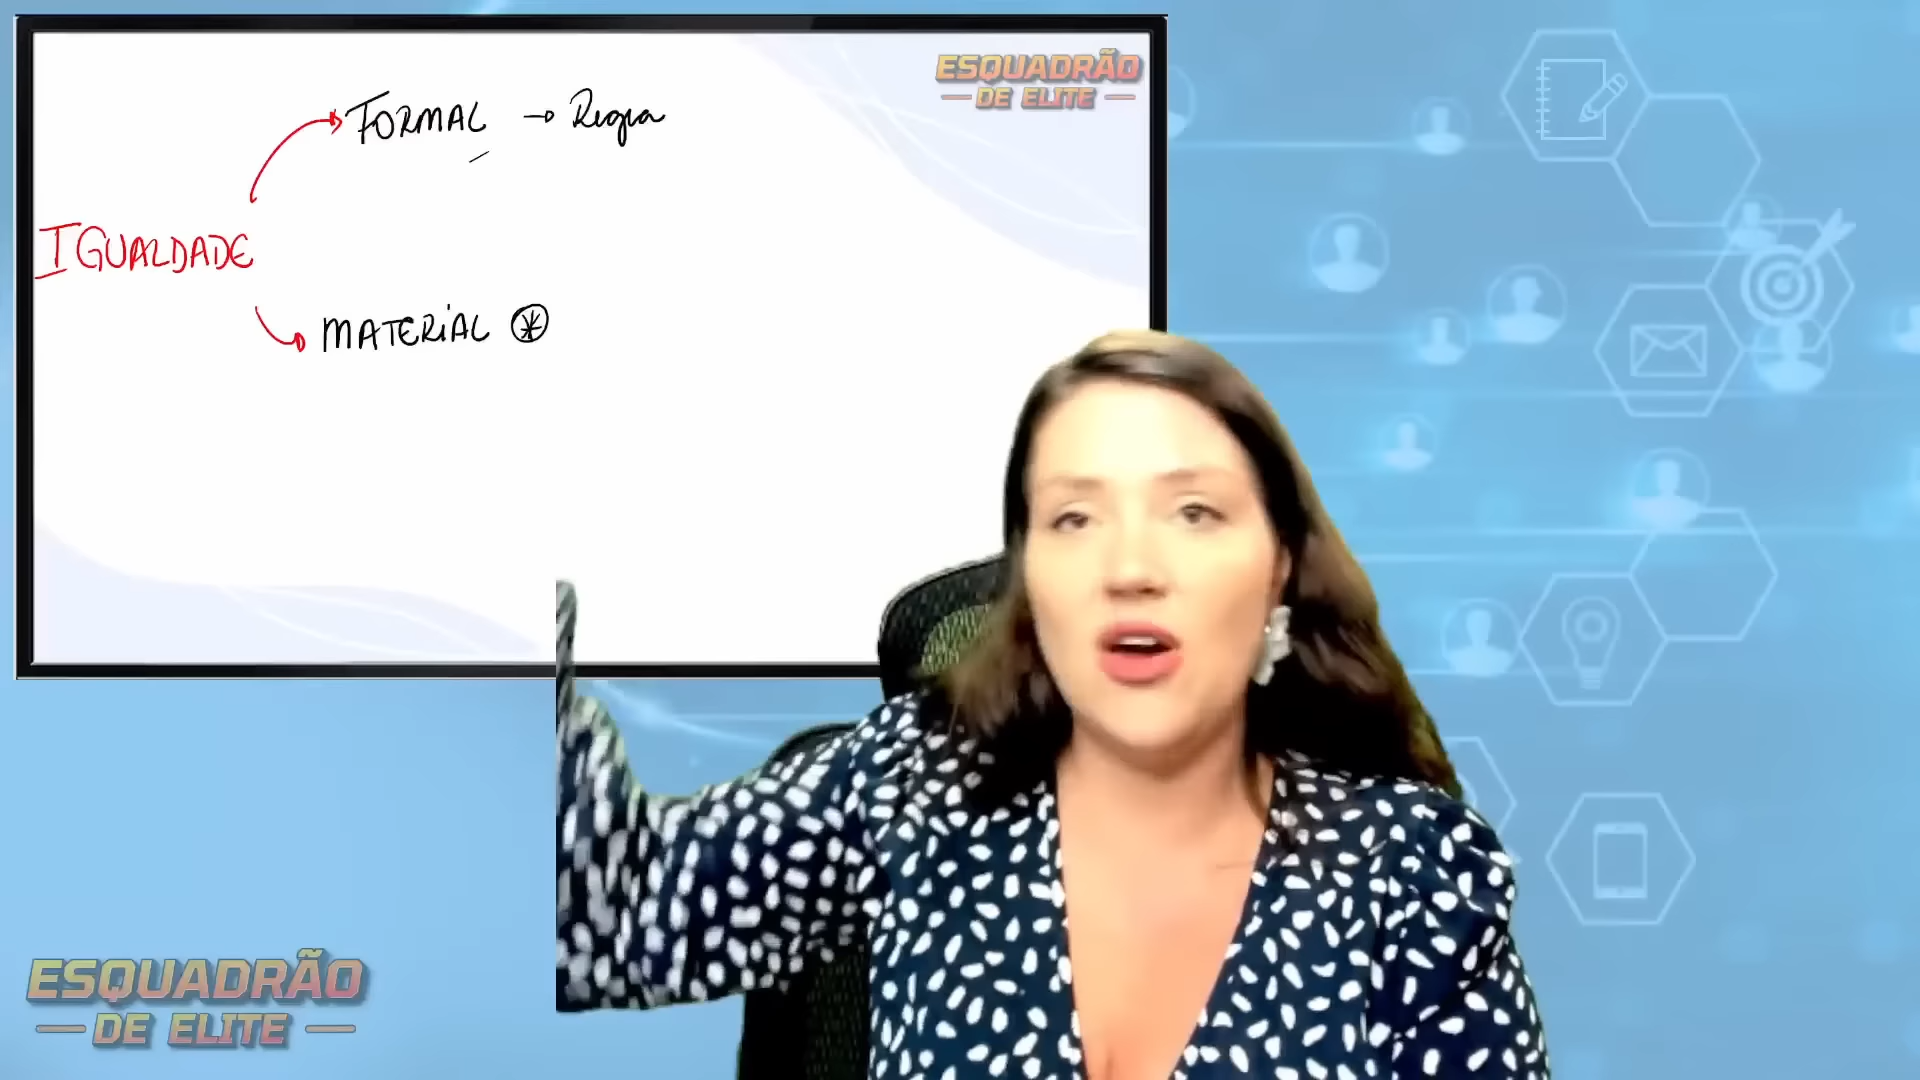 ESQUADRÃO
DE ELITE
FORMAL → Regra
IGUALDADE
MATERIAL
ESQUADRÃO
DE ELITE